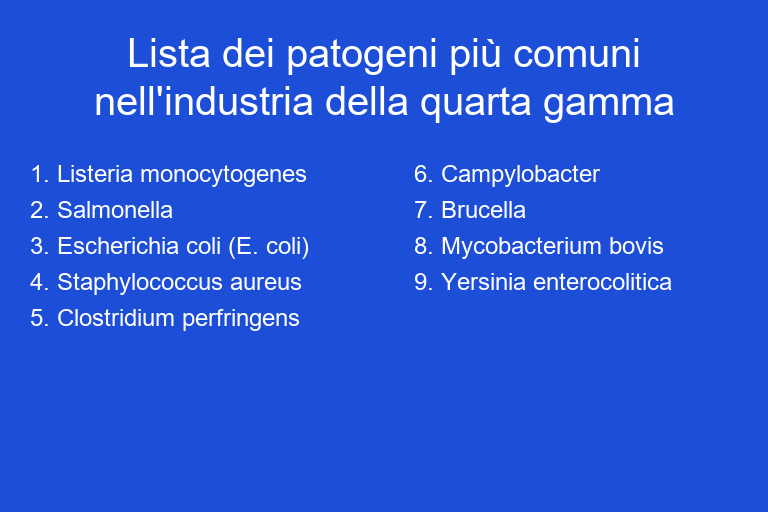 Lista dei patogeni più comuni
nell'industria della quarta gamma
1. Listeria monocytogenes
2. Salmonella
3. Escherichia coli (E. coli)
4. Staphylococcus aureus
5. Clostridium perfringens
6. Campylobacter
7. Brucella
8. Mycobacterium bovis
9. Yersinia enterocolitica